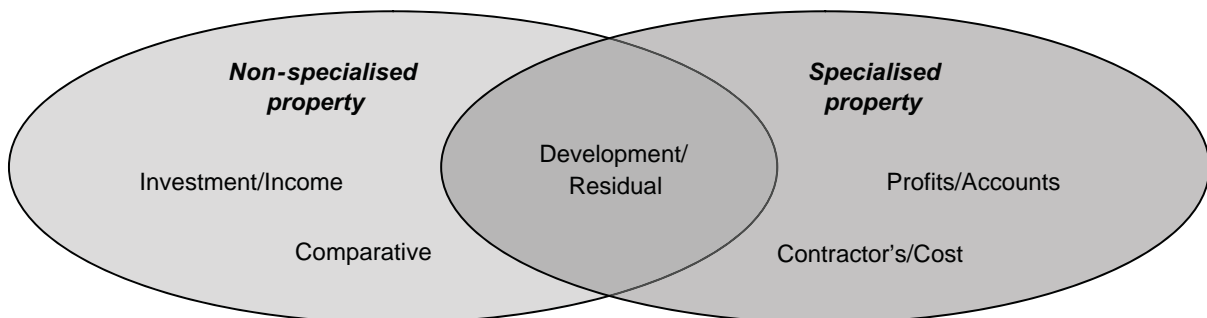 Non-specialised
property
Specialised
property
Development/
Residual
Investment/Income
Profits/Accounts
Comparative
Contractor's/Cost